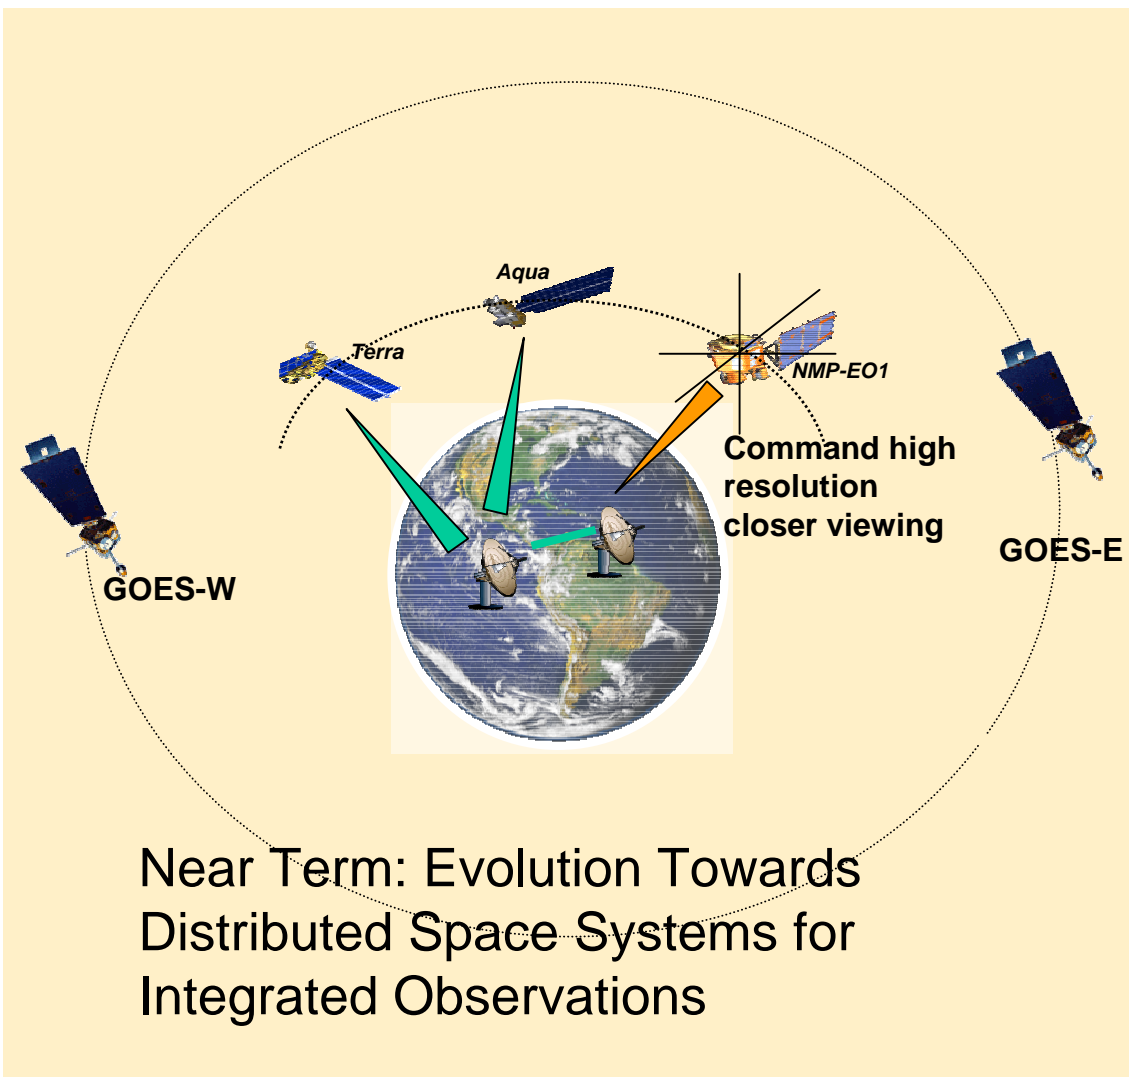 Aqua
Terra
NMP-EO1
Command high
resolution
closer viewing
GOES-E
GOES-W
Near Term: Evolution Towards
Distributed Space Systems for
Integrated Observations